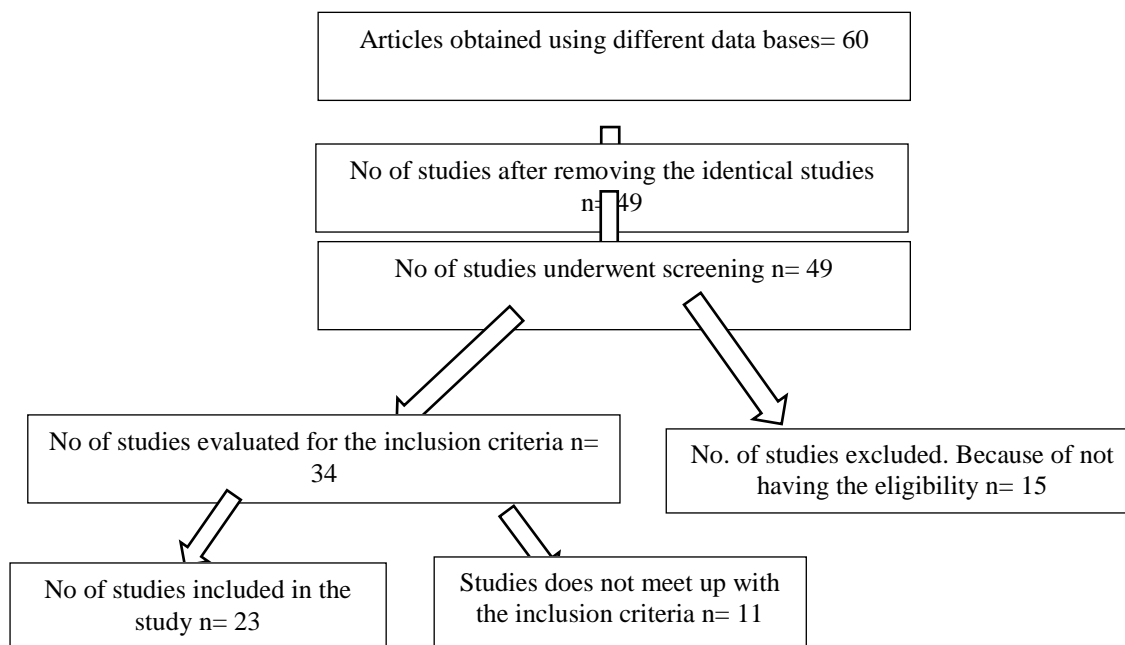 Articles obtained using different data bases= 60
No of studies after removing the identical studies
n= 49
No of studies underwent screening n= 49
No of studies evaluated for the inclusion criteria n=
34
No. of studies excluded. Because of not
having the eligibility n= 15
No of studies included in the
study n= 23
Studies does not meet up with
the inclusion criteria n= 11